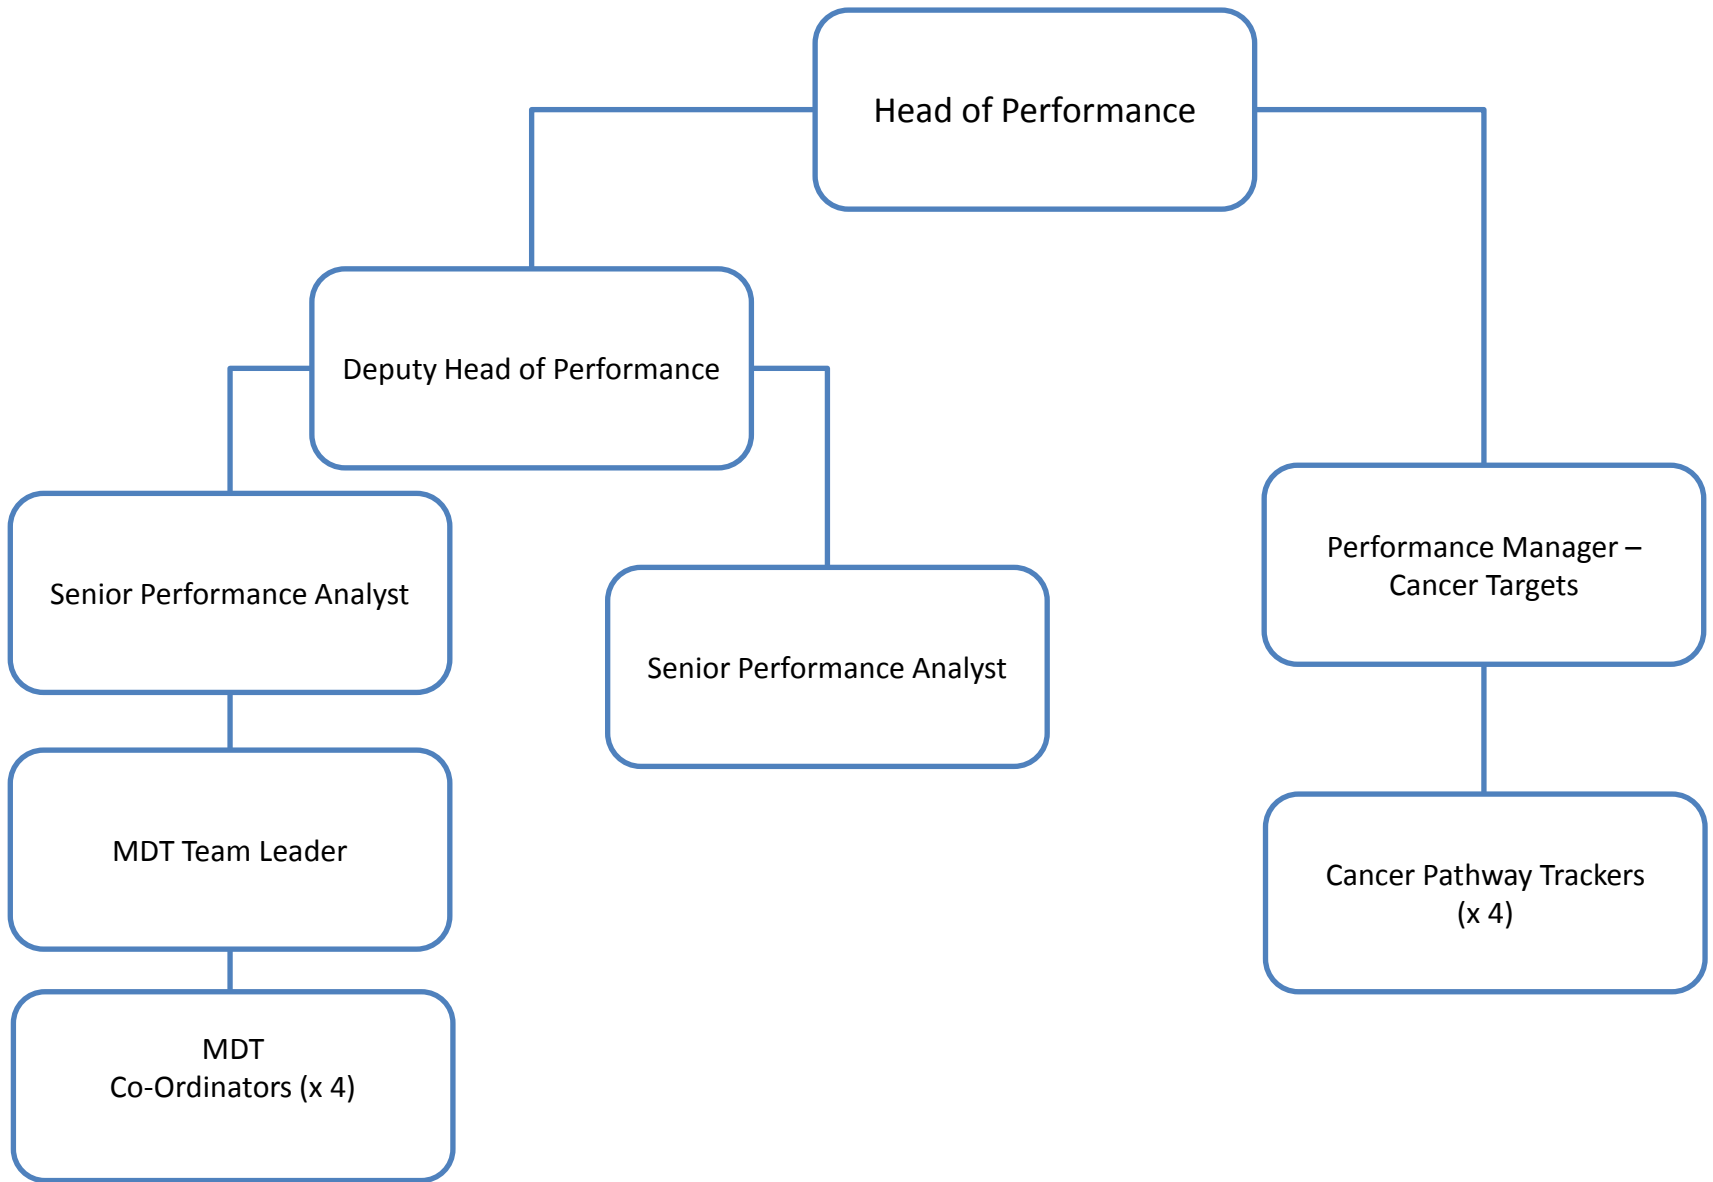 Head of Performance
Deputy Head of Performance
Senior Performance Analyst
Senior Performance Analyst
Performance Manager –
Cancer Targets
MDT Team Leader
Cancer Pathway Trackers
(x 4)
MDT
Co-Ordinators (x 4)